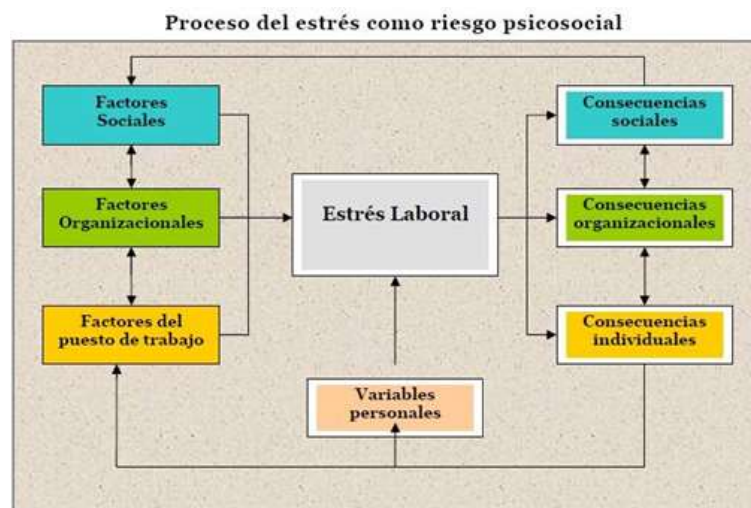 Proceso del estrés como riesgo psicosocial
Factores
Sociales
Consecuencias
sociales
Factores
Organizacionales
Estrés Laboral
Consecuencias
organizacionales
Factores del
puesto de trabajo
Consecuencias
individuales
Variables
personales